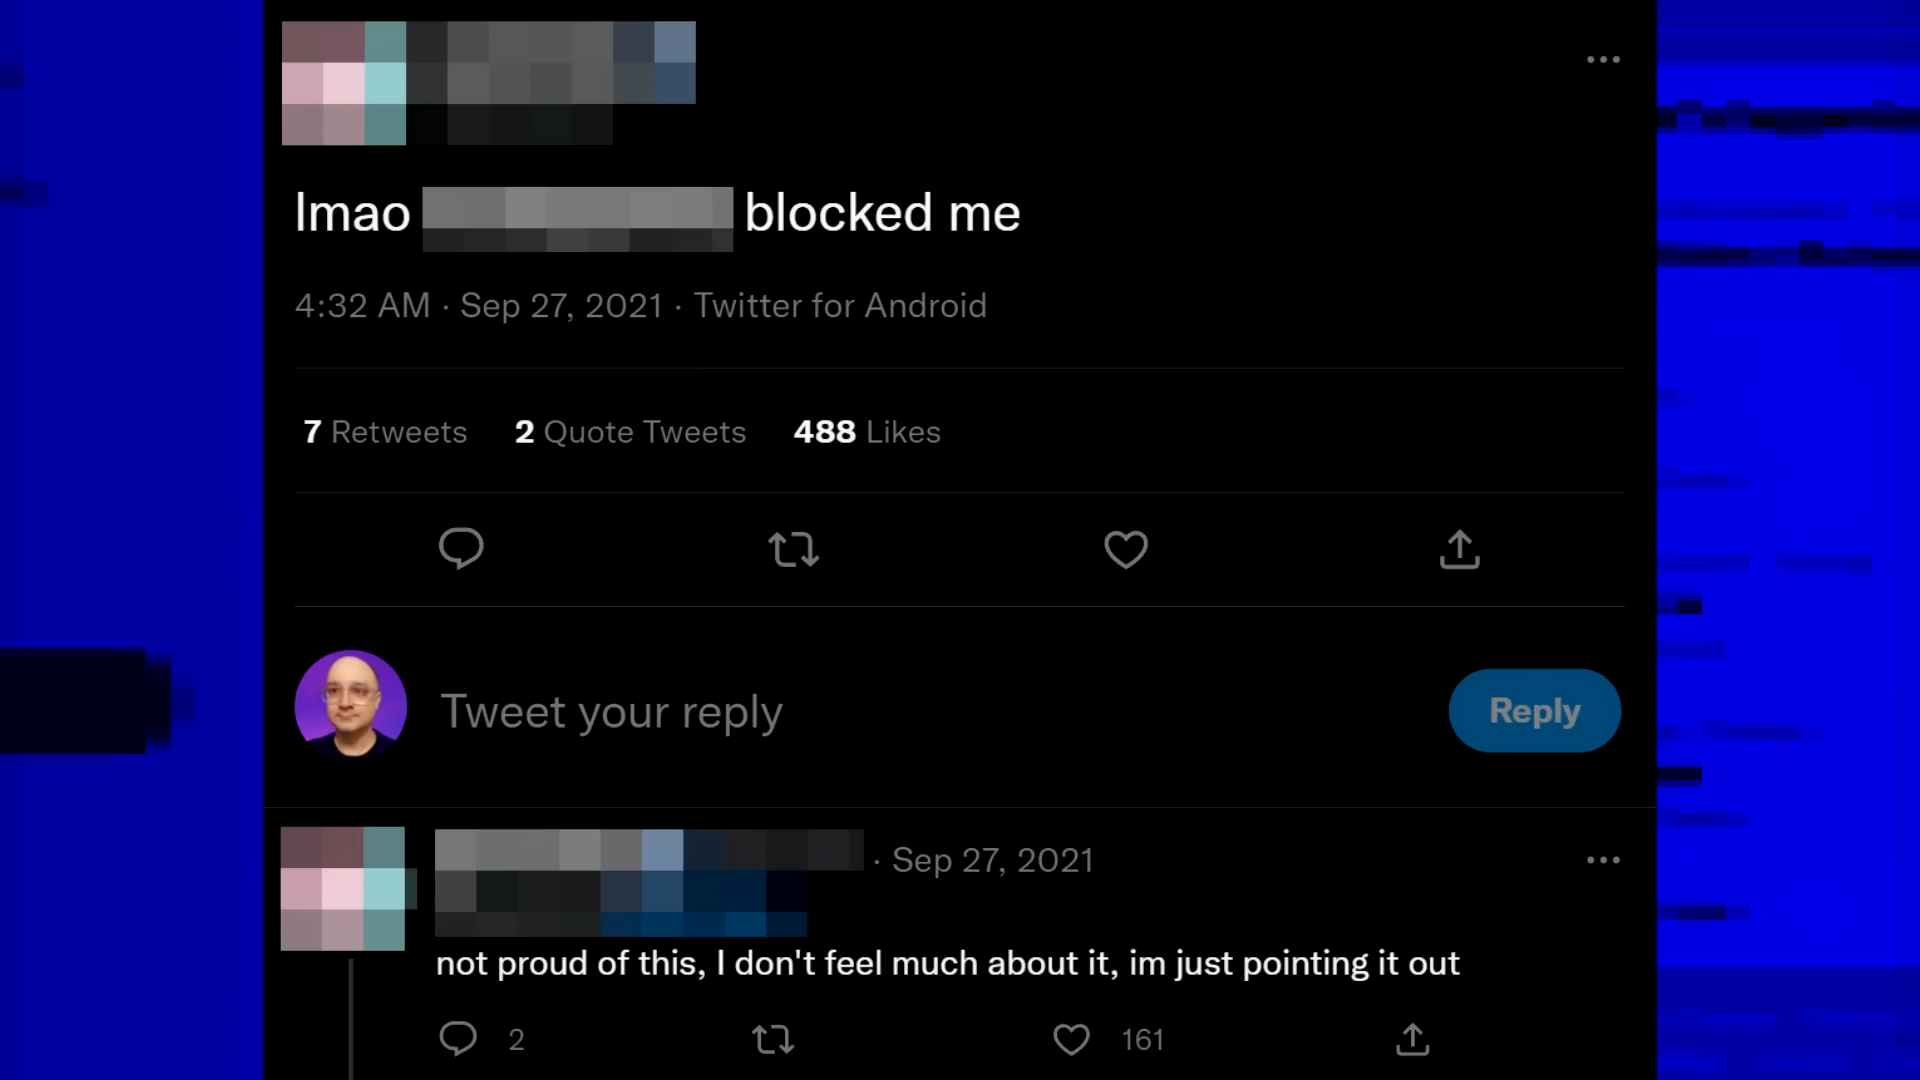 lmao blocked me
4:32 AM · Sep 27, 2021 · Twitter for Android
7 Retweets 2 Quote Tweets 488 Likes
Tweet your reply
Reply
· Sep 27, 2021
not proud of this, I don't feel much about it, im just pointing it out
2 161